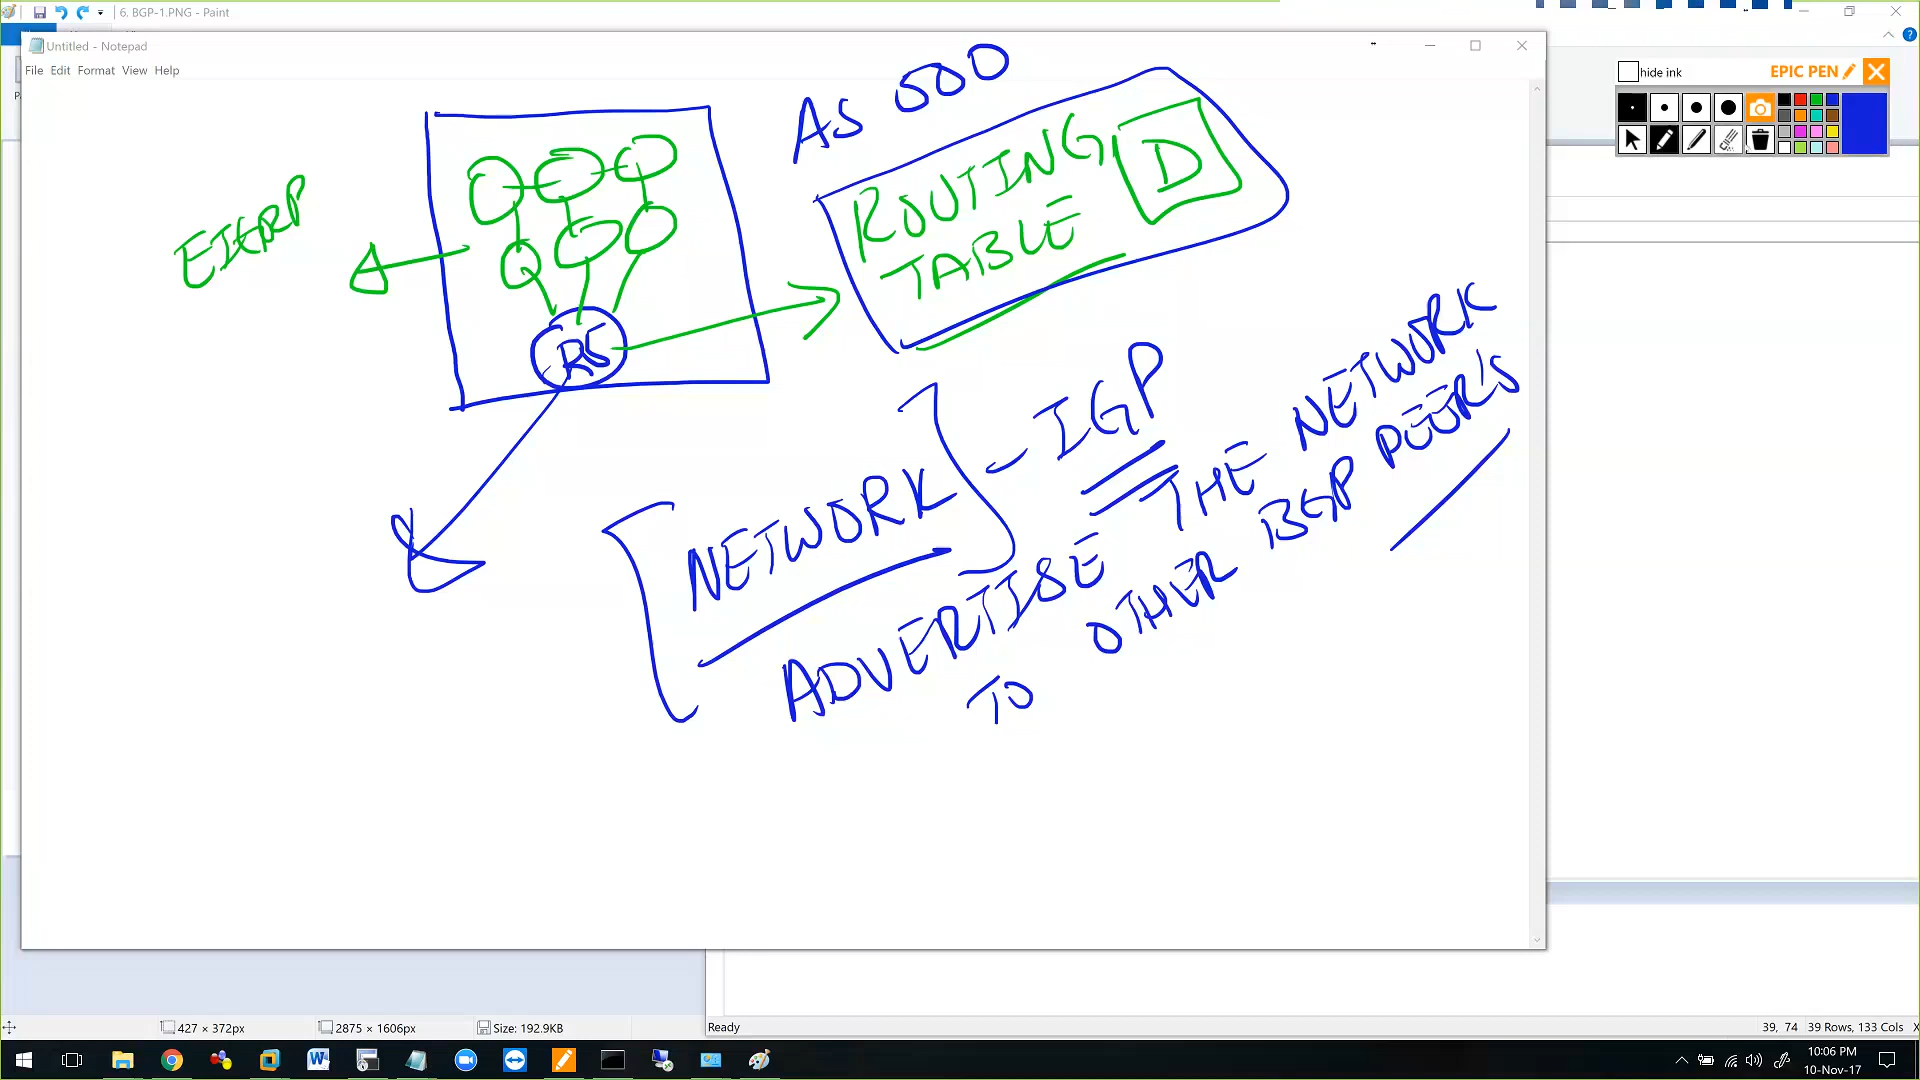 6. BGP-1.PNG - Paint
Untitled - Notepad
File Edit Format View Help
hide ink
EPIC PEN
AS 500
EIGRP
ROUTING
TABLE
D
R5
NETWORK
- IGP
ADVERTISE THE NETWORK
TO OTHER BGP PEER'S
427 × 372px
2875 × 1606px
Size: 192.9KB
Ready
39, 74
39 Rows, 133 Cols
10:06 PM
10-Nov-17